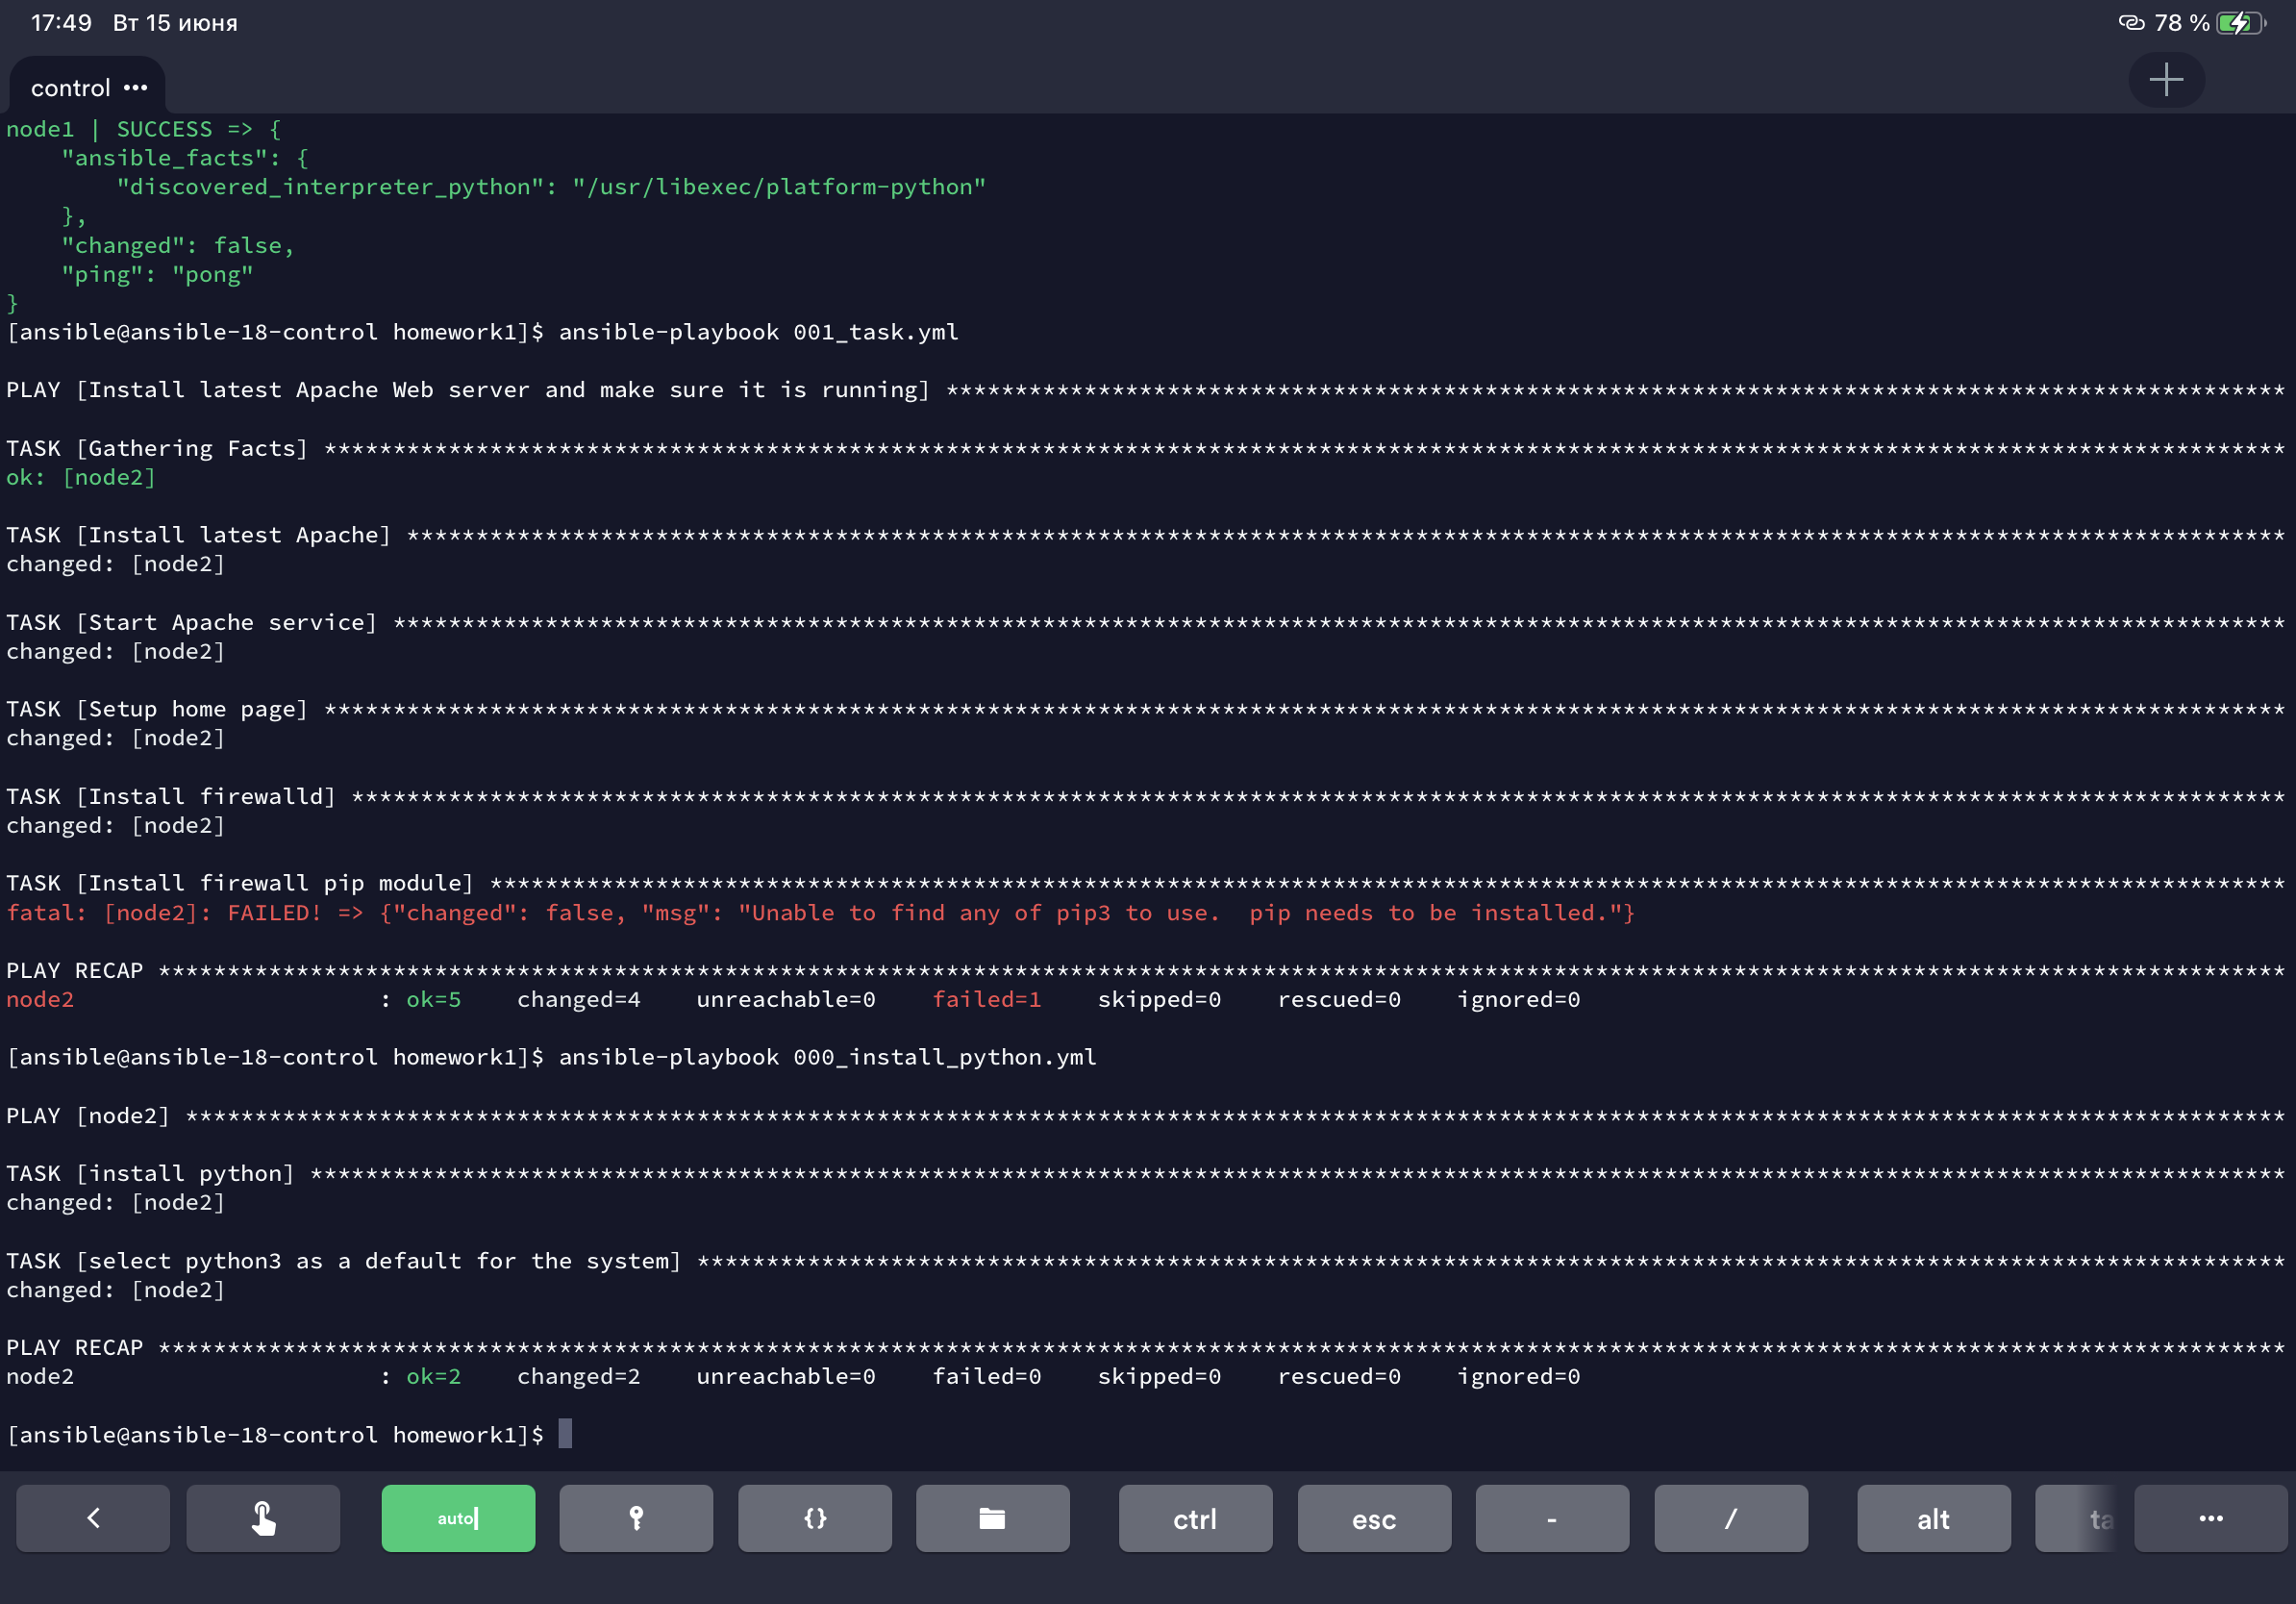 17:49 Вт 15 июня
78 %
control •••
node1 | SUCCESS => {
    "ansible_facts": {
        "discovered_interpreter_python": "/usr/libexec/platform-python"
    },
    "changed": false,
    "ping": "pong"
}
[ansible@ansible-18-control homework1]$ ansible-playbook 001_task.yml
PLAY [Install latest Apache Web server and make sure it is running] *************************************************************************************************
TASK [Gathering Facts] **********************************************************************************************************************************************
ok: [node2]
TASK [Install latest Apache] ****************************************************************************************************************************************
changed: [node2]
TASK [Start Apache service] *****************************************************************************************************************************************
changed: [node2]
TASK [Setup home page] **********************************************************************************************************************************************
changed: [node2]
TASK [Install firewalld] ********************************************************************************************************************************************
changed: [node2]
TASK [Install firewall pip module] **********************************************************************************************************************************
fatal: [node2]: FAILED! => {"changed": false, "msg": "Unable to find any of pip3 to use.  pip needs to be installed."}
PLAY RECAP **********************************************************************************************************************************************************
node2                      : ok=5    changed=4    unreachable=0    failed=1    skipped=0    rescued=0    ignored=0
[ansible@ansible-18-control homework1]$ ansible-playbook 000_install_python.yml
PLAY [node2] ********************************************************************************************************************************************************
TASK [install python] ***********************************************************************************************************************************************
changed: [node2]
TASK [select python3 as a default for the system] *******************************************************************************************************************
changed: [node2]
PLAY RECAP **********************************************************************************************************************************************************
node2                      : ok=2    changed=2    unreachable=0    failed=0    skipped=0    rescued=0    ignored=0
[ansible@ansible-18-control homework1]$
auto {} ctrl esc - / alt ta •••